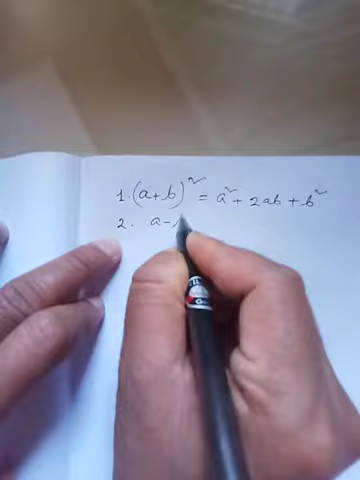 1. (a+b)² = a² + 2ab + b²
2. a-